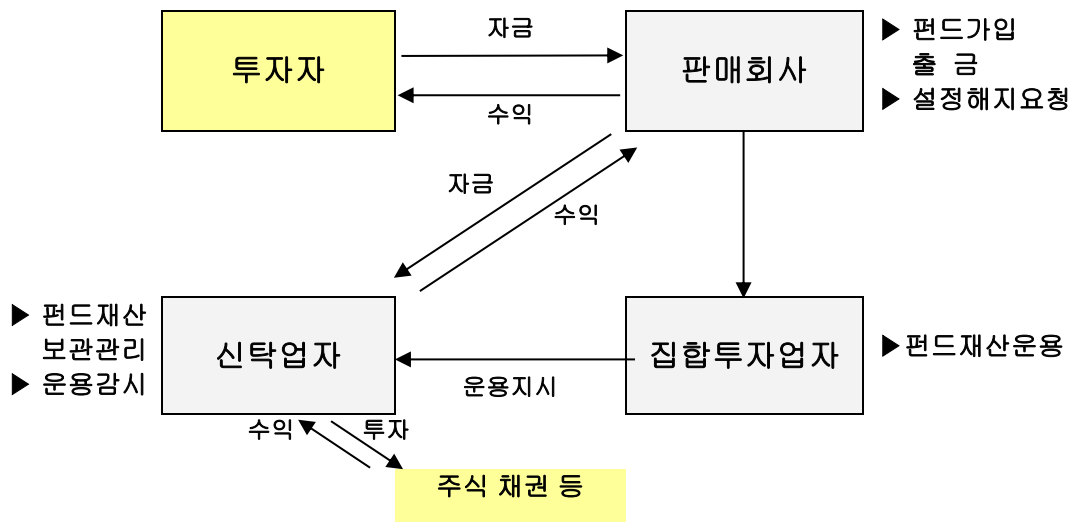 자금
투자자
판매회사
▶ 펀드가입
출 금
▶ 설정해지요청
수익
자금
수익
▶ 펀드재산
보관관리
▶ 운용감시
신탁업자
운용지시
집합투자업자
▶펀드재산운용
수익
투자
주식 채권 등